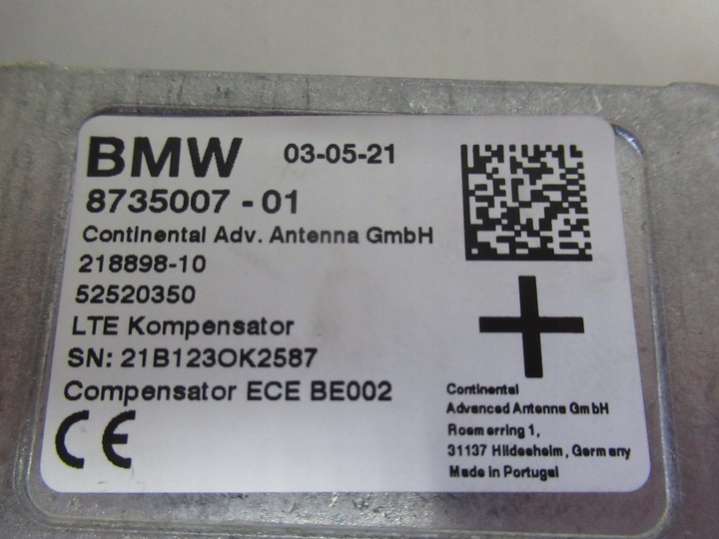 BMW 03-05-21
8735007 - 01
Continental Adv. Antenna GmbH
218898-10
52520350
LTE Kompensator
SN: 21B123OK2587
Compensator ECE BE002
CE
Continental
Advanced Antenna GmbH
Roemerring 1,
31137 Hildesheim, Germany
Made in Portugal